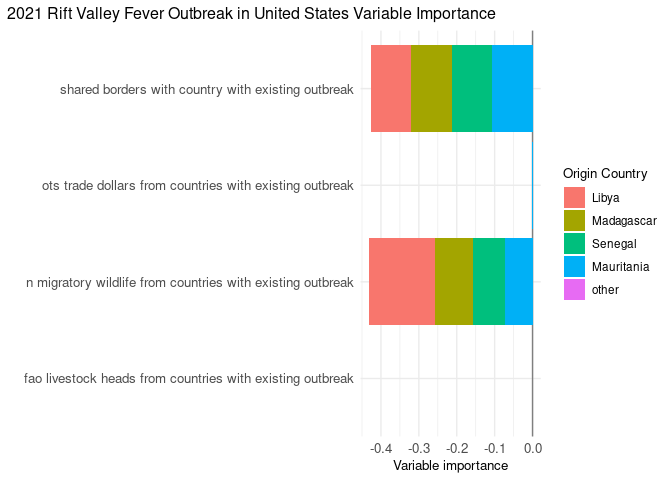 2021 Rift Valley Fever Outbreak in United States Variable Importance
shared borders with country with existing outbreak
ots trade dollars from countries with existing outbreak
n migratory wildlife from countries with existing outbreak
fao livestock heads from countries with existing outbreak
-0.4 -0.3 -0.2 -0.1 0.0
Variable importance
Origin Country
Libya
Madagascar
Senegal
Mauritania
other